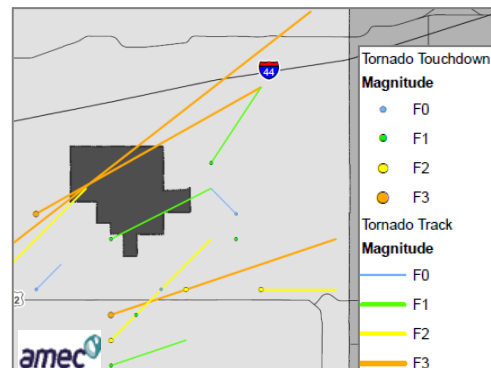 44
Tornado Touchdown
Magnitude
F0
F1
F2
F3
Tornado Track
Magnitude
F0
F1
F2
F3
2
amec